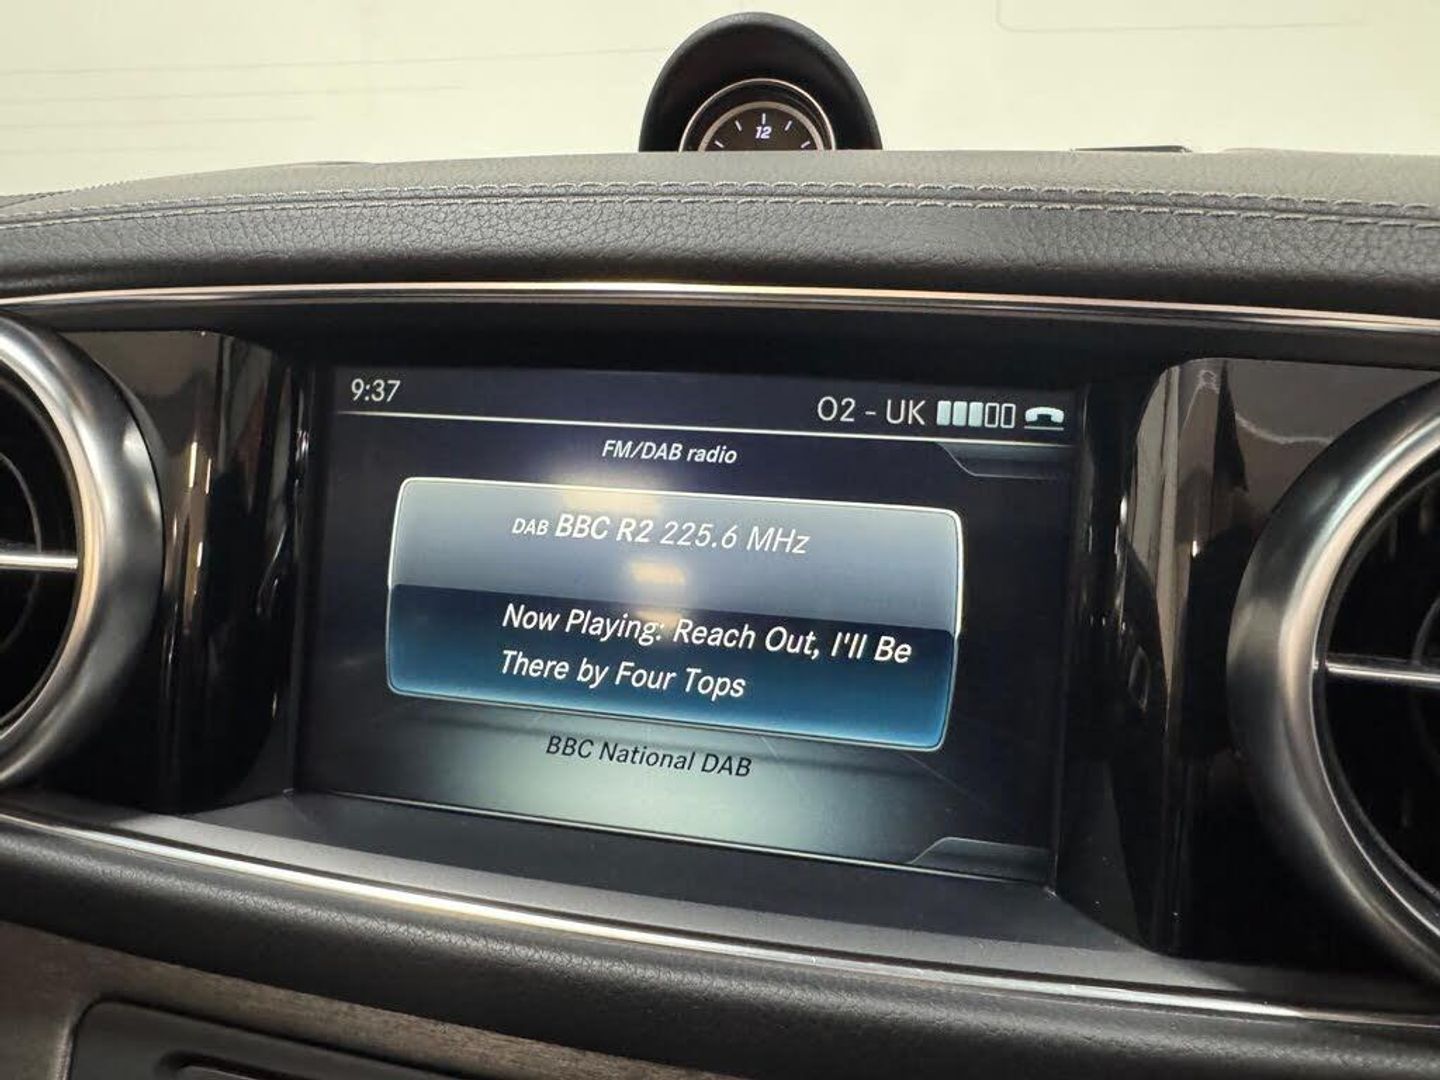 12
9:37
O2 - UK
FM/DAB radio
DAB BBC R2 225.6 MHz
Now Playing: Reach Out, I'll Be
There by Four Tops
BBC National DAB